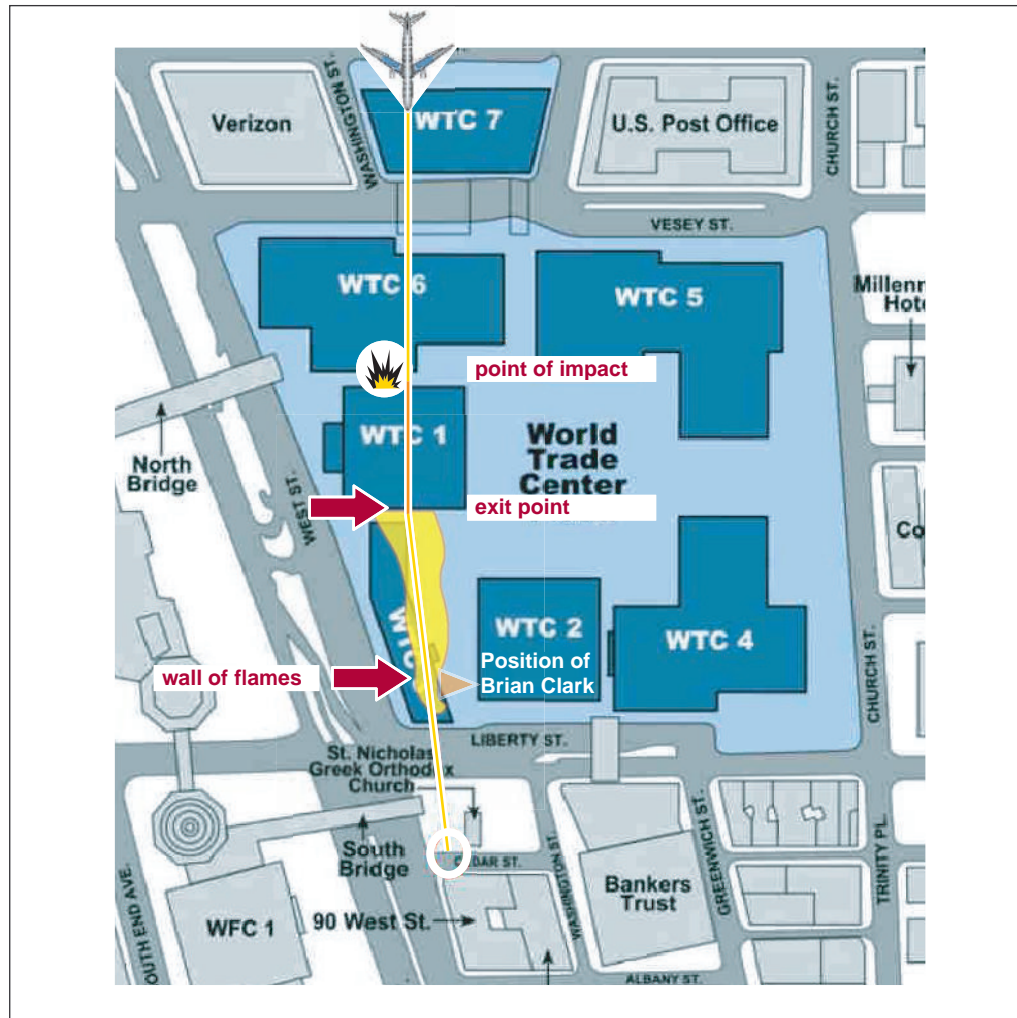 WASHINGTON ST.
Verizon
WTC 7
U.S. Post Office
CHURCH ST.
VESEY ST.
WTC 6
WTC 5
Millenn
Hote
point of impact
WTC 1
World
Trade
Center
North
Bridge
WEST ST.
exit point
Co
WTC
WTC 2
WTC 4
Position of
Brian Clark
wall of flames
CHURCH ST.
LIBERTY ST.
St. Nicholas
Greek Orthodox
Church
South
Bridge
DAR ST.
WASHINGTON ST.
GREENWICH ST.
TRINITY PL.
Bankers
Trust
OUTH END AVE.
WFC 1
90 West St.
ALBANY ST.